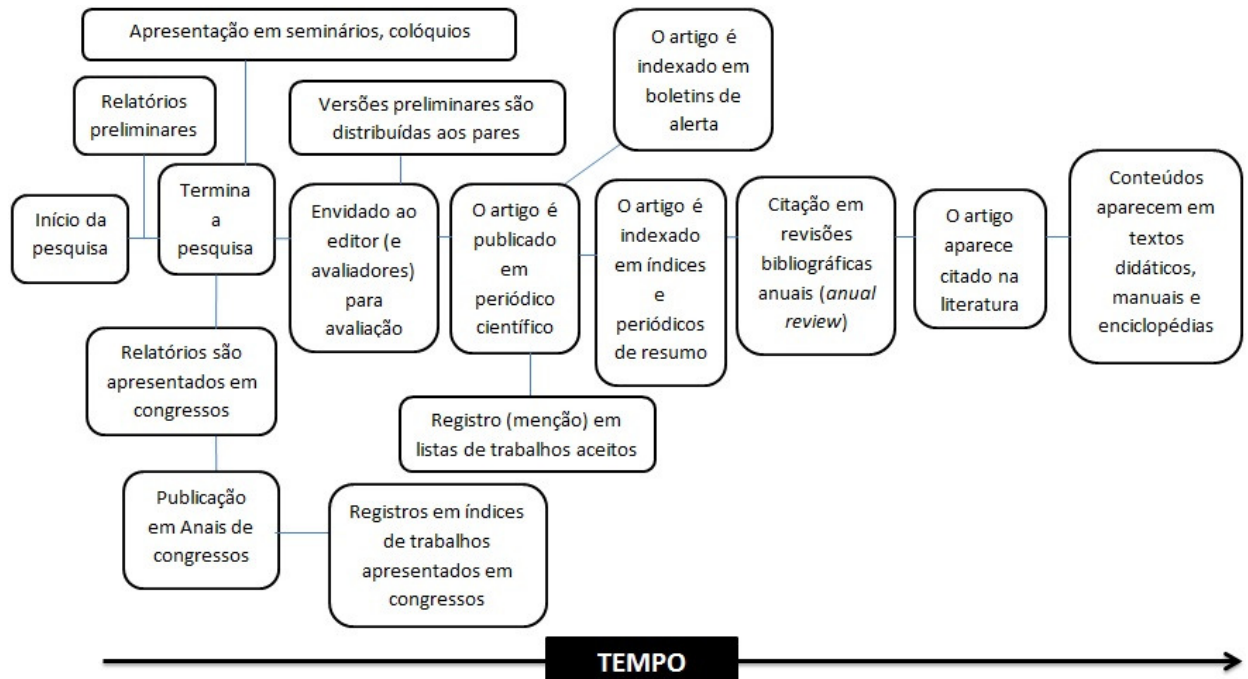 Apresentação em seminários, colóquios
Relatórios
preliminares
Versões preliminares são
distribuídas aos pares
O artigo é
indexado em
boletins de
alerta
Início da
pesquisa
Termina
a
pesquisa
Envidado ao
editor (e
avaliadores)
para
avaliação
O artigo é
publicado
em
periódico
científico
O artigo é
indexado
em índices
e
periódicos
de resumo
Citação em
revisões
bibliográficas
anuais (anual
review)
O artigo
aparece
citado na
literatura
Conteúdos
aparecem em
textos
didáticos,
manuais e
enciclopédias
Relatórios são
apresentados em
congressos
Registro (menção) em
listas de trabalhos aceitos
Publicação
em Anais de
congressos
Registros em índices
de trabalhos
apresentados em
congressos
TEMPO